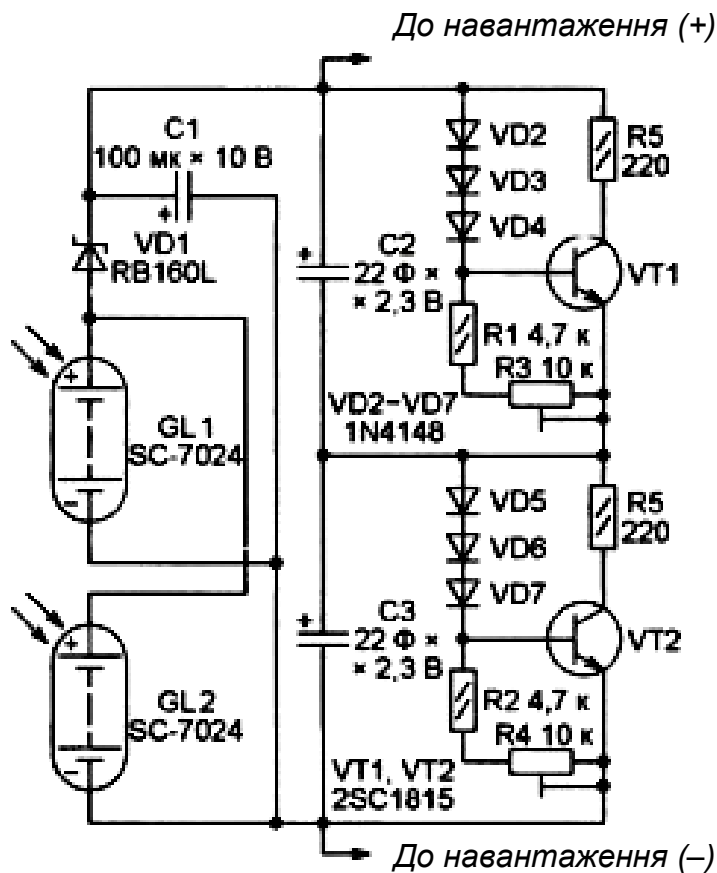 До навантаження (+)
C1
100 мк × 10 В
VD1
RB160L
+
VD2
VD3
VD4
R5
220
+
C2
22 Ф ×
× 2,3 В
VT1
R1 4,7 к
R3 10 к
+
GL1
SC-7024
–
VD2–VD7
1N4148
VD5
VD6
VD7
R5
220
+
C3
22 Ф ×
× 2,3 В
VT2
+
GL2
SC-7024
–
R2 4,7 к
R4 10 к
VT1, VT2
2SC1815
До навантаження (–)